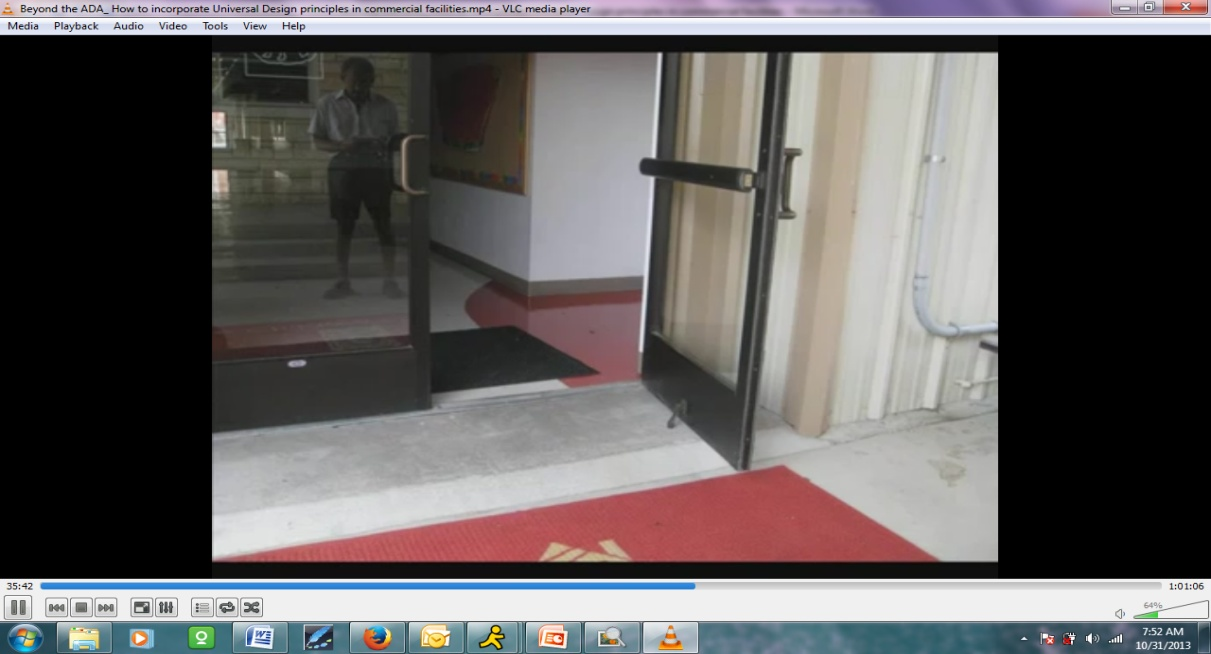 Beyond the ADA_ How to incorporate Universal Design principles in commercial facilities.mp4 - VLC media player
Media Playback Audio Video Tools View Help
35:42
1:01:06
64%
7:52 AM
10/31/2013